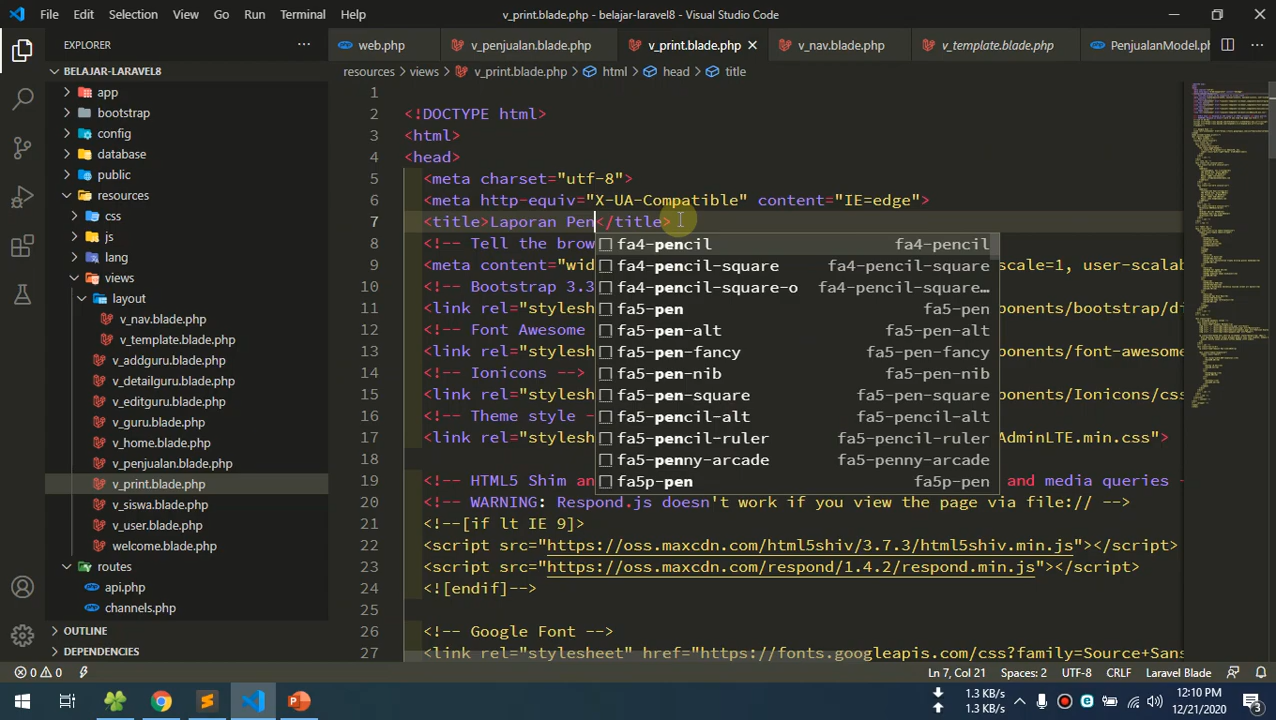 File Edit Selection View Go Run Terminal Help
v_print.blade.php - belajar-laravel8 - Visual Studio Code
EXPLORER
BELAJAR-LARAVEL8
app
bootstrap
config
database
public
resources
css
js
lang
views
layout
v_nav.blade.php
v_template.blade.php
v_addguru.blade.php
v_detailguru.blade.php
v_editguru.blade.php
v_guru.blade.php
v_home.blade.php
v_penjualan.blade.php
v_print.blade.php
v_siswa.blade.php
v_user.blade.php
welcome.blade.php
routes
api.php
channels.php
OUTLINE
DEPENDENCIES
web.php v_penjualan.blade.php v_print.blade.php v_nav.blade.php v_template.blade.php PenjualanModel.ph
resources > views > v_print.blade.php > html > head > title
1
2 <!DOCTYPE html>
3 <html>
4 <head>
5 <meta charset="utf-8">
6 <meta http-equiv="X-UA-Compatible" content="IE=edge">
7 <title>Laporan Pen</title>
8 <!-- Tell the brow
9 <meta content="wid scale=1, user-scalab
10 <!-- Bootstrap 3.3
11 <link rel="stylesh onents/bootstrap/di
12 <!-- Font Awesome
13 <link rel="stylesh ponents/font-awesome
14 <!-- Ionicons -->
15 <link rel="stylesh ponents/Ionicons/css
16 <!-- Theme style -
17 <link rel="stylesh AdminLTE.min.css">
18
19 <!-- HTML5 Shim an and media queries -
20 <!-- WARNING: Respond.js doesn't work if you view the page via file:// -->
21 <!--[if lt IE 9]>
22 <script src="https://oss.maxcdn.com/html5shiv/3.7.3/html5shiv.min.js"></script>
23 <script src="https://oss.maxcdn.com/respond/1.4.2/respond.min.js"></script>
24 <![endif]-->
25
26 <!-- Google Font -->
27 <link rel="stylesheet" href="https://fonts.googleapis.com/css?family=Source+Sans
fa4-pencil fa4-pencil
fa4-pencil-square fa4-pencil-square
fa4-pencil-square-o fa4-pencil-square…
fa5-pen fa5-pen
fa5-pen-alt fa5-pen-alt
fa5-pen-fancy fa5-pen-fancy
fa5-pen-nib fa5-pen-nib
fa5-pen-square fa5-pen-square
fa5-pencil-alt fa5-pencil-alt
fa5-pencil-ruler fa5-pencil-ruler
fa5-penny-arcade fa5-penny-arcade
fa5p-pen fa5p-pen
0 0 Ln 7, Col 21 Spaces: 2 UTF-8 CRLF Laravel Blade
1.3 KB/s
1.3 KB/s
12:10 PM
12/21/2020
3